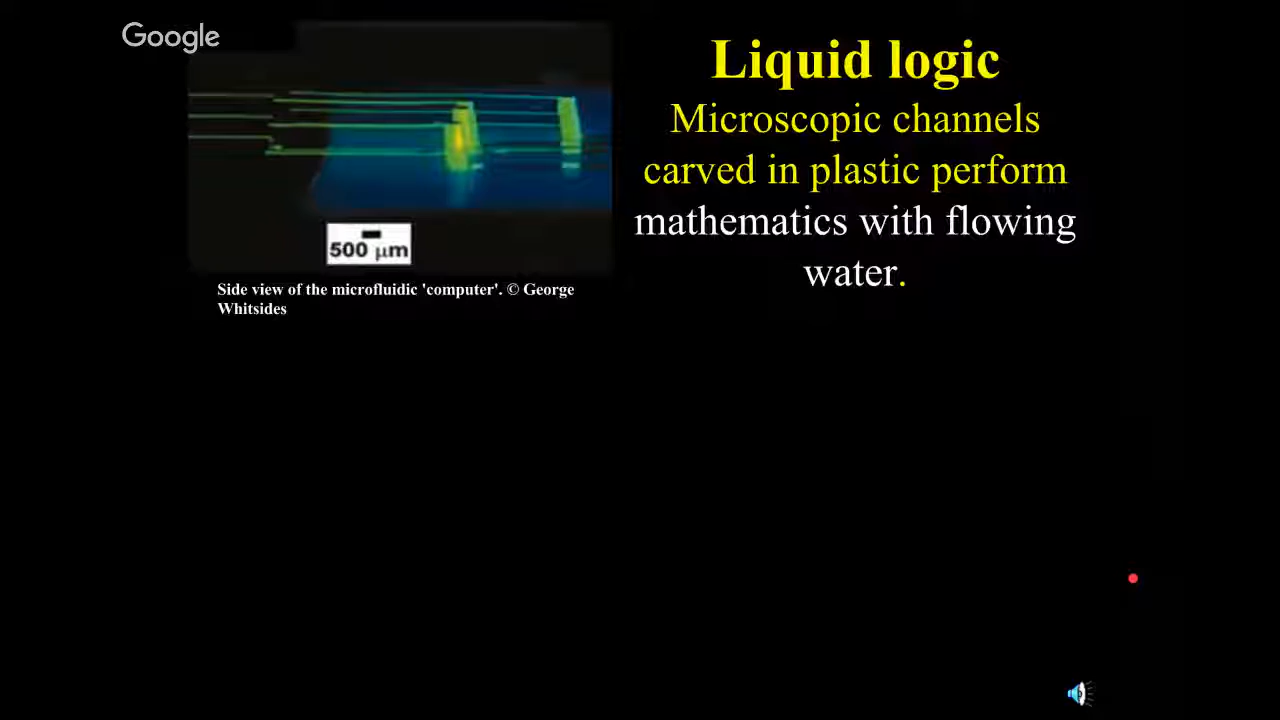 Google
Liquid logic
Microscopic channels
carved in plastic perform
mathematics with flowing
water.
500 μm
Side view of the microfluidic 'computer'. © George
Whitsides